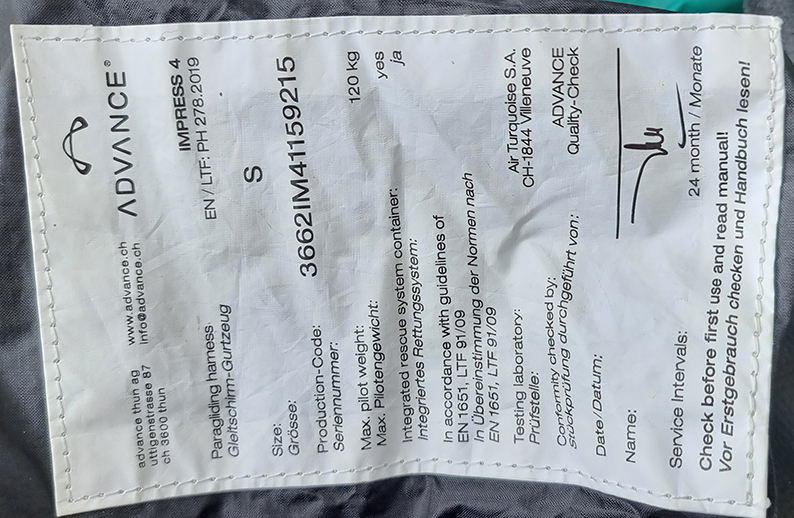 ADVANCE®
advance thun ag www.advance.ch
uttigenstrasse 87 info@advance.ch
ch 3600 thun
Paragliding harness IMPRESS 4
Gleitschirm-Gurtzeug EN / LTF: PH 278.2019
Size: S
Grösse:
Production-Code: 3662IM41159215
Seriennummer:
Max. pilot weight: 120 kg
Max. Pilotengewicht:
Integrated rescue system container: yes
Integriertes Rettungssystem: ja
In accordance with guidelines of
EN 1651, LTF 91/09
In Übereinstimmung der Normen nach
EN 1651, LTF 91/09
Testing laboratory: Air Turquoise S.A.
Prüfstelle: CH-1844 Villeneuve
Conformity checked by: ADVANCE
Stückprüfung durchgeführt von: Quality-Check
Date/Datum:
Name:
Service Intervals: 24 month / Monate
Check before first use and read manual!
Vor Erstgebrauch checken und Handbuch lesen!